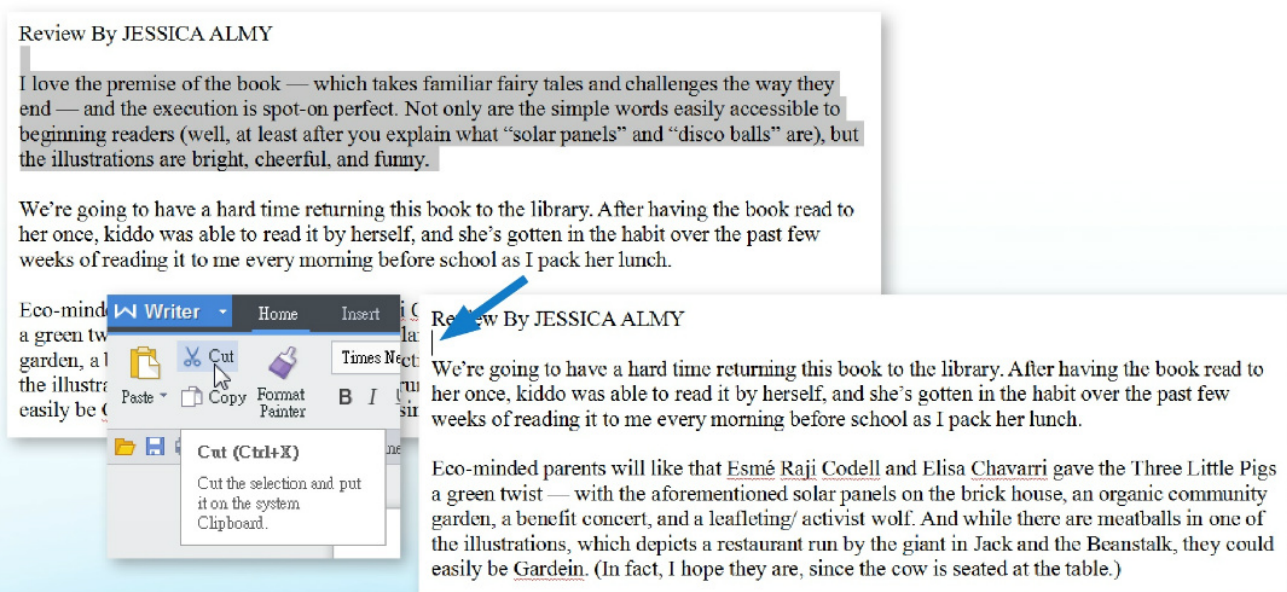 Review By JESSICA ALMY
I love the premise of the book — which takes familiar fairy tales and challenges the way they
end — and the execution is spot-on perfect. Not only are the simple words easily accessible to
beginning readers (well, at least after you explain what “solar panels” and “disco balls” are), but
the illustrations are bright, cheerful, and funny.
We’re going to have a hard time returning this book to the library. After having the book read to
her once, kiddo was able to read it by herself, and she’s gotten in the habit over the past few
weeks of reading it to me every morning before school as I pack her lunch.
Eco-mind
a green tw
garden, a
the illustra
easily be
Writer Home Insert
Cut
Paste Copy Format Painter
Times Ne
B I
Cut (Ctrl+X)
Cut the selection and put
it on the system
Clipboard.
Review By JESSICA ALMY
We’re going to have a hard time returning this book to the library. After having the book read to
her once, kiddo was able to read it by herself, and she’s gotten in the habit over the past few
weeks of reading it to me every morning before school as I pack her lunch.
Eco-minded parents will like that Esmé Raji Codell and Elisa Chavarri gave the Three Little Pigs
a green twist — with the aforementioned solar panels on the brick house, an organic community
garden, a benefit concert, and a leafleting/ activist wolf. And while there are meatballs in one of
the illustrations, which depicts a restaurant run by the giant in Jack and the Beanstalk, they could
easily be Gardein. (In fact, I hope they are, since the cow is seated at the table.)